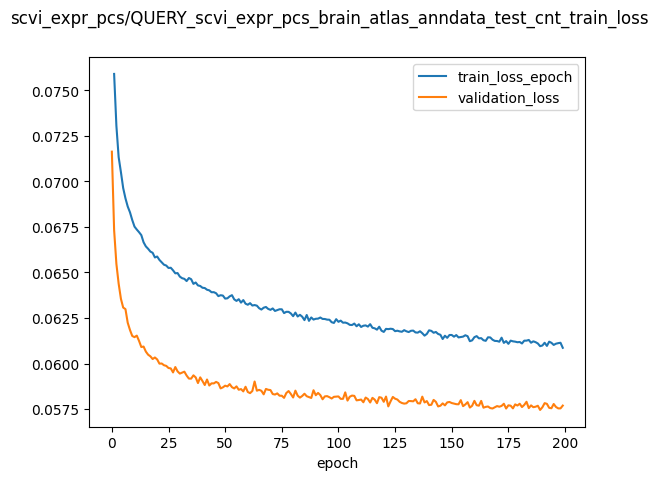 scvi_expr_pcs/QUERY_scvi_expr_pcs_brain_atlas_anndata_test_cnt_train_loss
train_loss_epoch
validation_loss
0.0750
0.0725
0.0700
0.0675
0.0650
0.0625
0.0600
0.0575
0 25 50 75 100 125 150 175 200
epoch